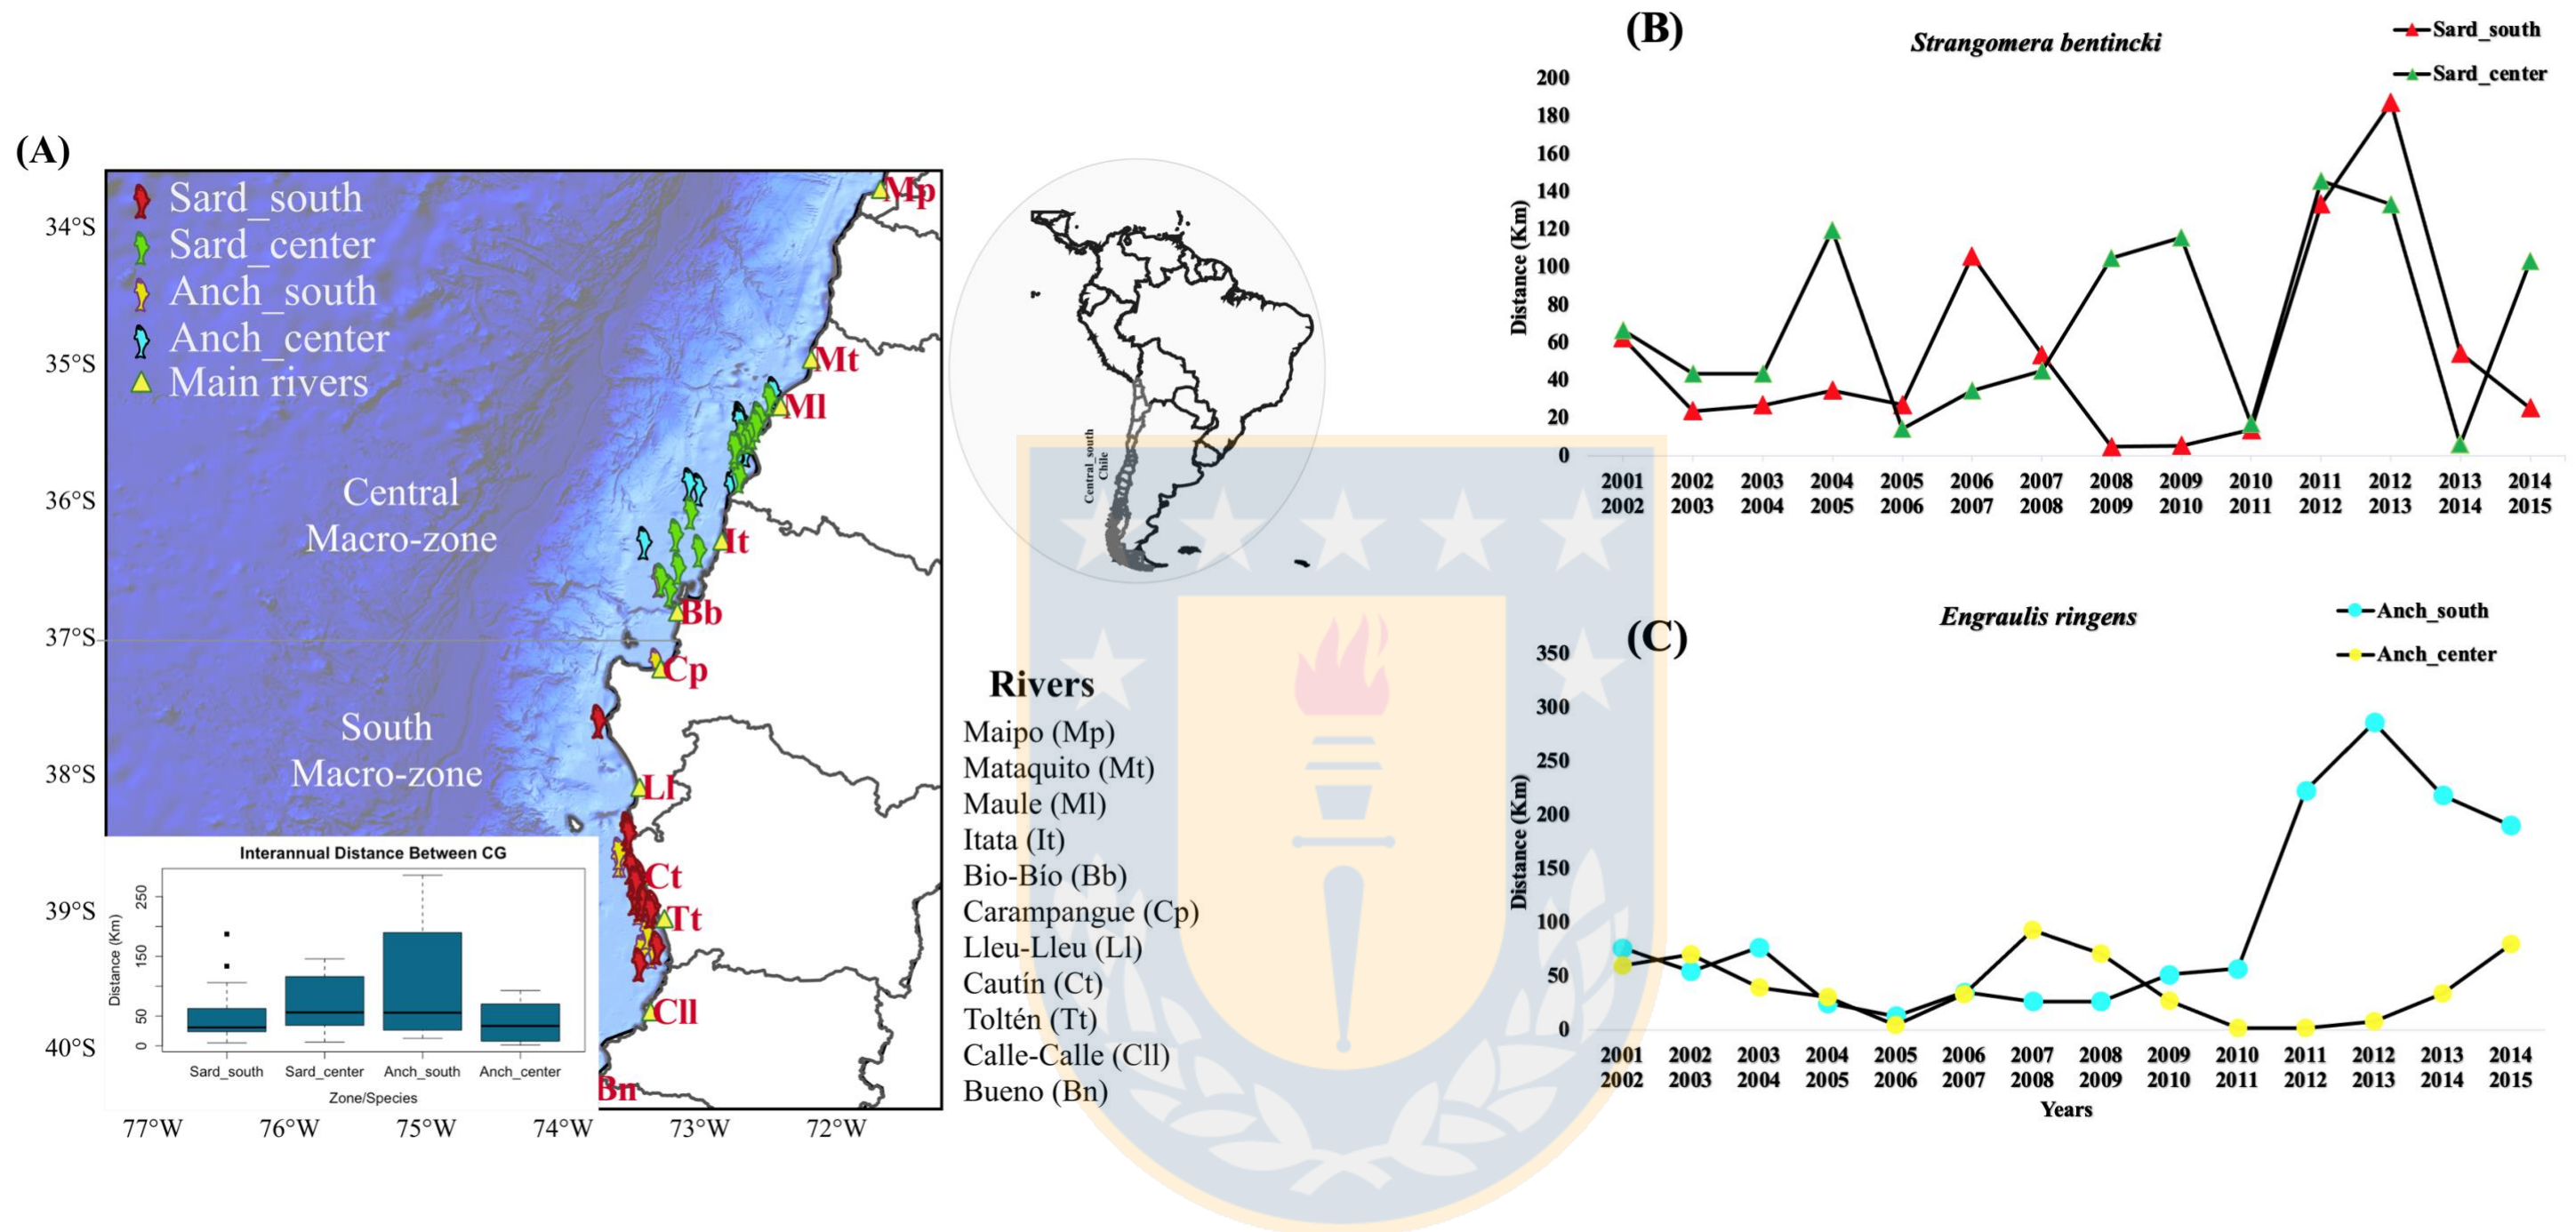 (A)
Sard_south
Sard_center
Anch_south
Anch_center
Main rivers
34°S
35°S
36°S
37°S
38°S
39°S
40°S
77°W
76°W
75°W
74°W
73°W
72°W
Central
Macro-zone
South
Macro-zone
Mp
Mt
Ml
It
Bb
Cp
Ll
Ct
Tt
Cll
Bn
Interannual Distance Between CG
Distance (Km)
250
150
50
0
Sard_south Sard_center Anch_south Anch_center
Zone/Species
Central_south
Chile
Rivers
Maipo (Mp)
Mataquito (Mt)
Maule (Ml)
Itata (It)
Bio-Bío (Bb)
Carampangue (Cp)
Lleu-Lleu (Ll)
Cautín (Ct)
Toltén (Tt)
Calle-Calle (Cll)
Bueno (Bn)
(B)
Strangomera bentincki
Sard_south
Sard_center
Distance (Km)
200
180
160
140
120
100
80
60
40
20
0
2001 2002 2003 2004 2005 2006 2007 2008 2009 2010 2011 2012 2013 2014
2002 2003 2004 2005 2006 2007 2008 2009 2010 2011 2012 2013 2014 2015
(C)
Engraulis ringens
Anch_south
Anch_center
Distance (Km)
350
300
250
200
150
100
50
0
2001 2002 2003 2004 2005 2006 2007 2008 2009 2010 2011 2012 2013 2014
2002 2003 2004 2005 2006 2007 2008 2009 2010 2011 2012 2013 2014 2015
Years